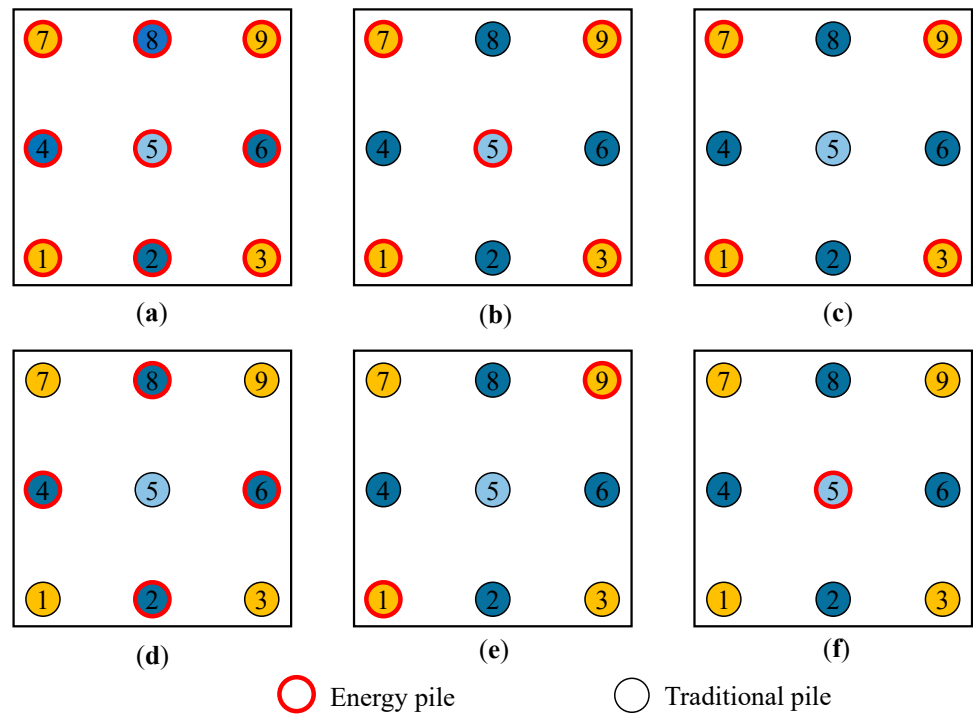 7 8 9 7 8 9 7 8 9
4 5 6 4 5 6 4 5 6
1 2 3 1 2 3 1 2 3
(a) (b) (c)
7 8 9 7 8 9 7 8 9
4 5 6 4 5 6 4 5 6
1 2 3 1 2 3 1 2 3
(d) (e) (f)
Energy pile Traditional pile